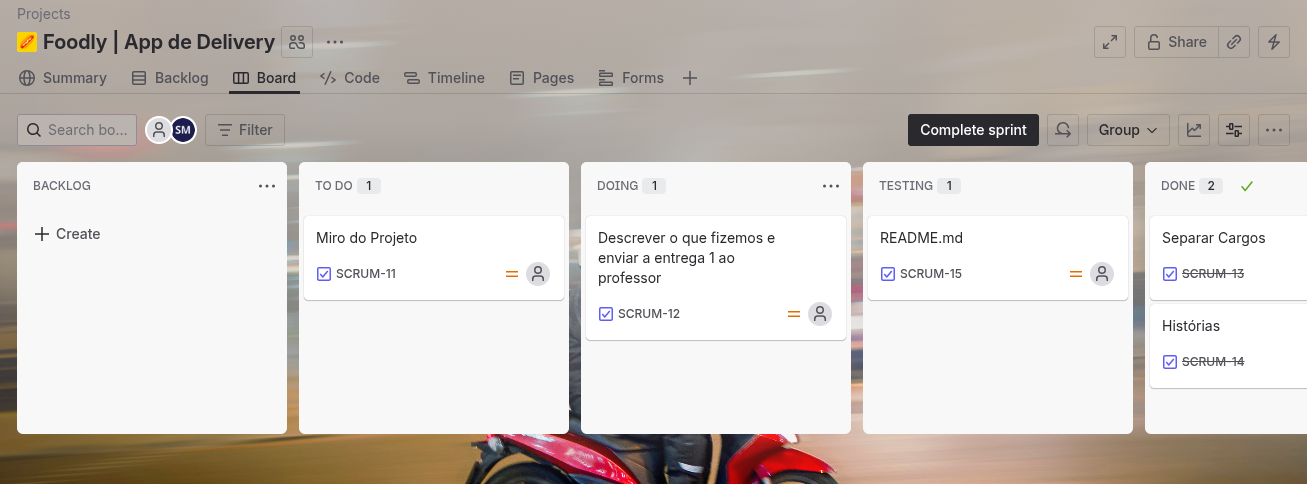 Projects
Foodly | App de Delivery
Share
Summary
Backlog
Board
Code
Timeline
Pages
Forms
Search bo...
SM
Filter
Complete sprint
Group
BACKLOG
Create
TO DO 1
Miro do Projeto
SCRUM-11
DOING 1
Descrever o que fizemos e
enviar a entrega 1 ao
professor
SCRUM-12
TESTING 1
README.md
SCRUM-15
DONE 2
Separar Cargos
SCRUM-13
Histórias
SCRUM-14